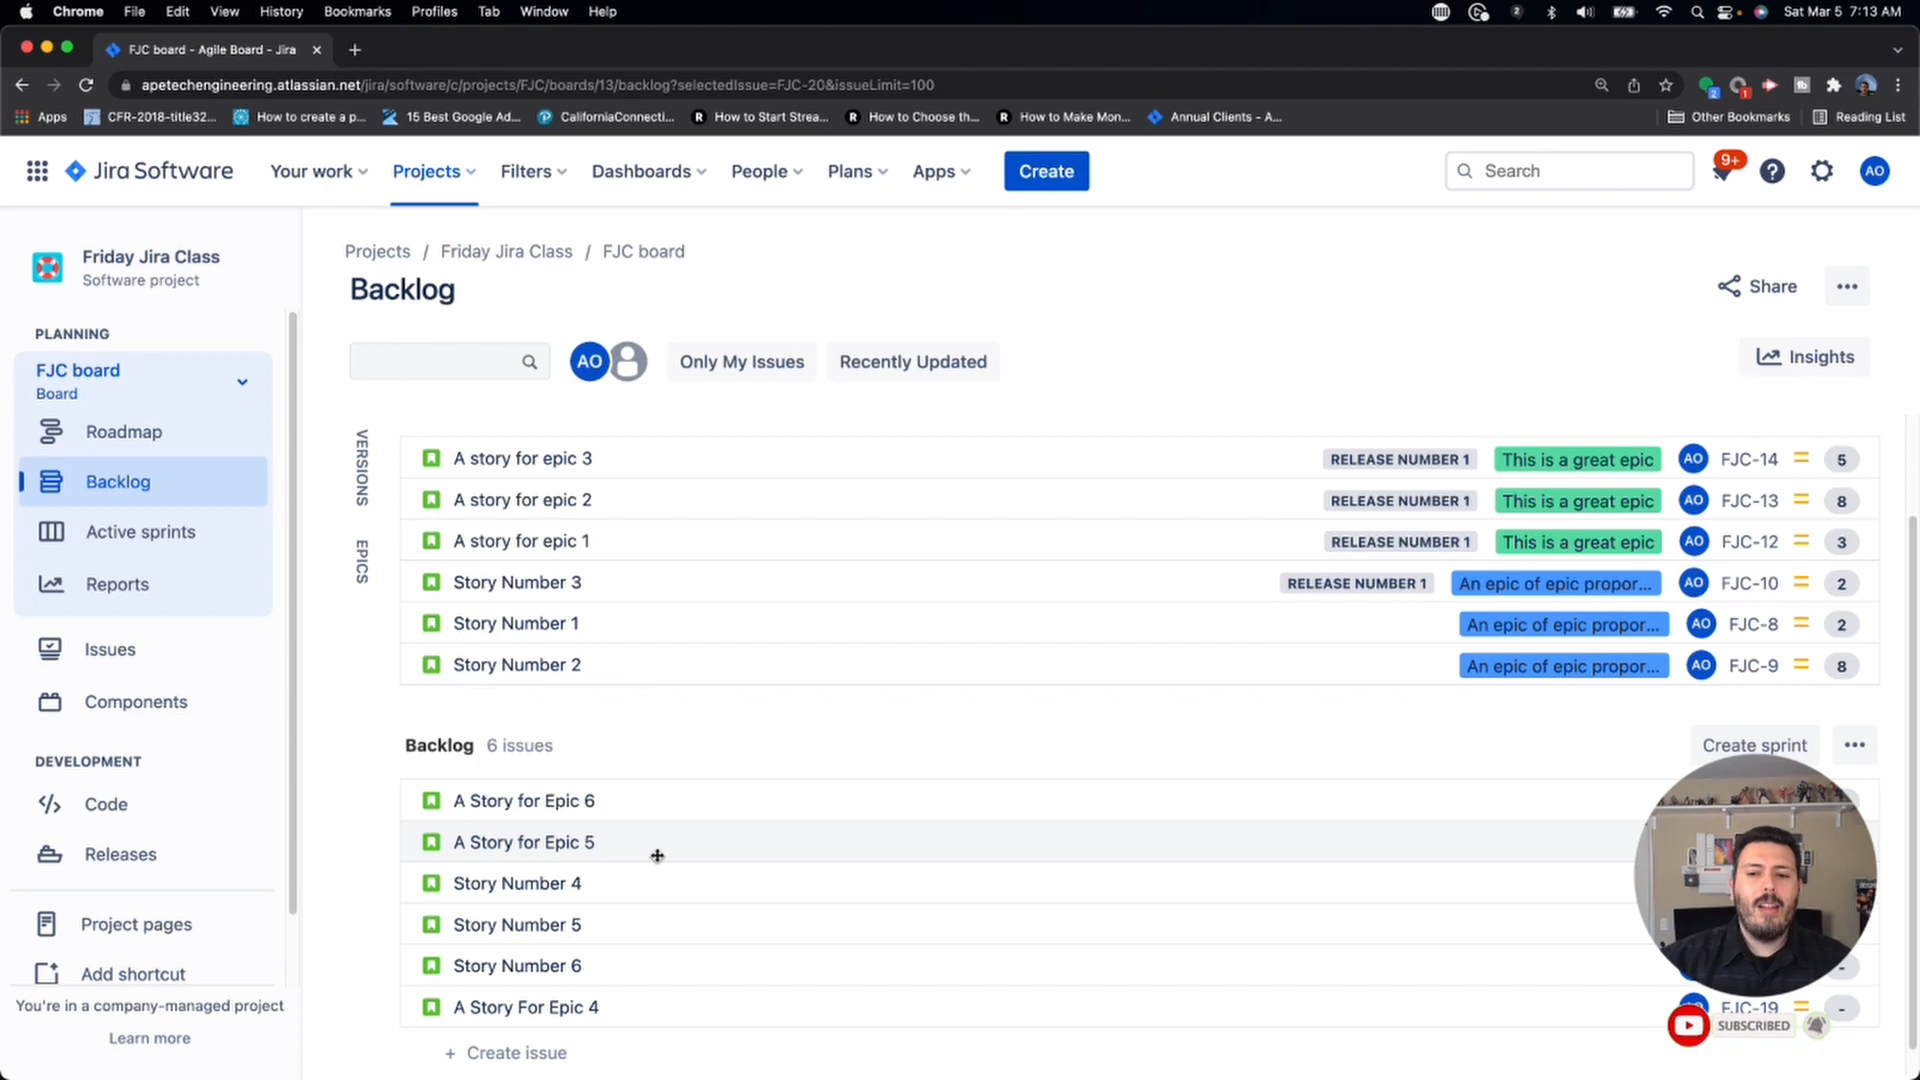 Chrome File Edit View History Bookmarks Profiles Tab Window Help
2
Sat Mar 5 7:13 AM
FJC board - Agile Board - Jira
apetechengineering.atlassian.net/jira/software/c/projects/FJC/boards/13/backlog?selectedIssue=FJC-20&issueLimit=100
2
1
tb
Apps CFR-2018-title32... How to create a p... 15 Best Google Ad... CaliforniaConnecti... R How to Start Strea... R How to Choose th... R How to Make Mon... Annual Clients - A... Other Bookmarks Reading List
Jira Software Your work Projects Filters Dashboards People Plans Apps Create Search 9+ AO
Friday Jira Class
Software project
PLANNING
FJC board
Board
Roadmap
Backlog
Active sprints
Reports
Issues
Components
DEVELOPMENT
Code
Releases
Project pages
Add shortcut
You're in a company-managed project
Learn more
Projects / Friday Jira Class / FJC board
Backlog
Share
AO Only My Issues Recently Updated Insights
VERSIONS
EPICS
A story for epic 3 RELEASE NUMBER 1 This is a great epic AO FJC-14 5
A story for epic 2 RELEASE NUMBER 1 This is a great epic AO FJC-13 8
A story for epic 1 RELEASE NUMBER 1 This is a great epic AO FJC-12 3
Story Number 3 RELEASE NUMBER 1 An epic of epic propor... AO FJC-10 2
Story Number 1 An epic of epic propor... AO FJC-8 2
Story Number 2 An epic of epic propor... AO FJC-9 8
Backlog 6 issues Create sprint
A Story for Epic 6
A Story for Epic 5
Story Number 4
Story Number 5
Story Number 6 -
A Story For Epic 4 FJC-19 -
+ Create issue
SUBSCRIBED